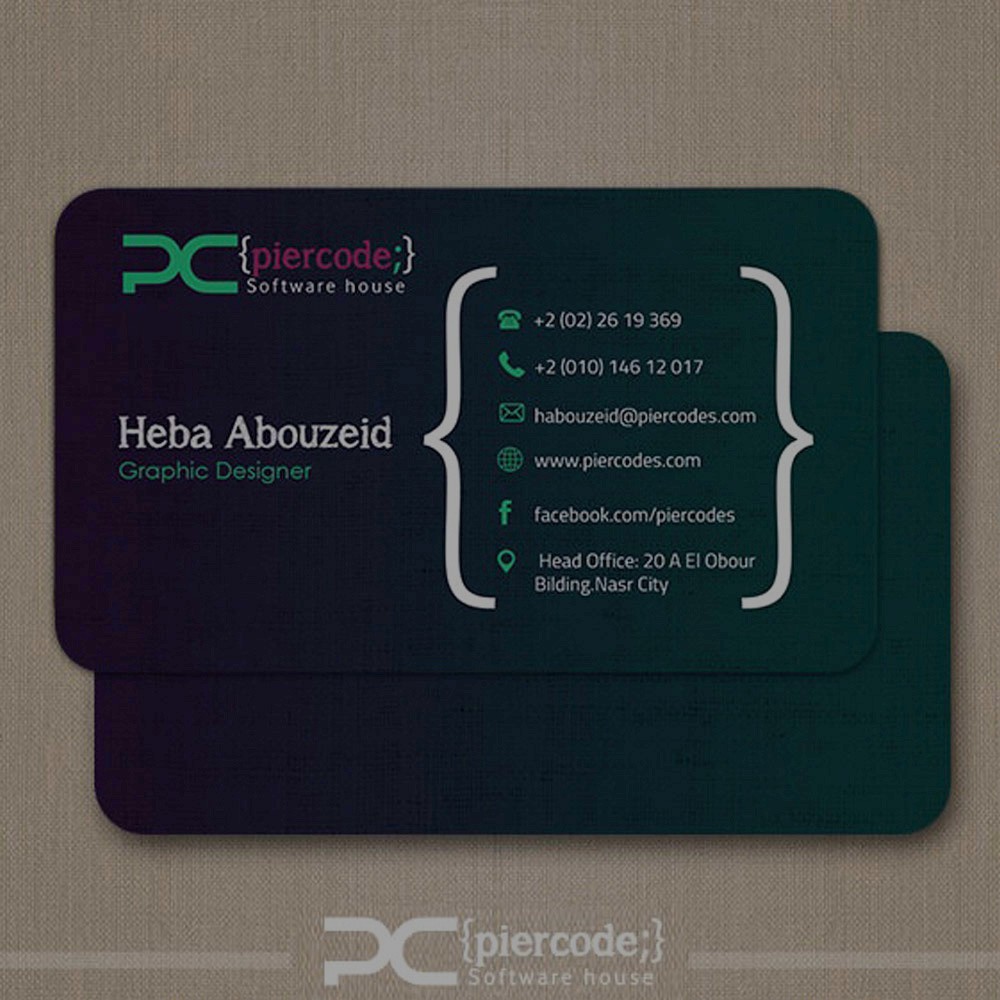 PC {piercode;}
Software house
Heba Abouzeid
Graphic Designer
+2 (02) 26 19 369
+2 (010) 146 12 017
habouzeid@piercodes.com
www.piercodes.com
facebook.com/piercodes
Head Office: 20 A El Obour
Bilding.Nasr City
PC {piercode;}
Software house